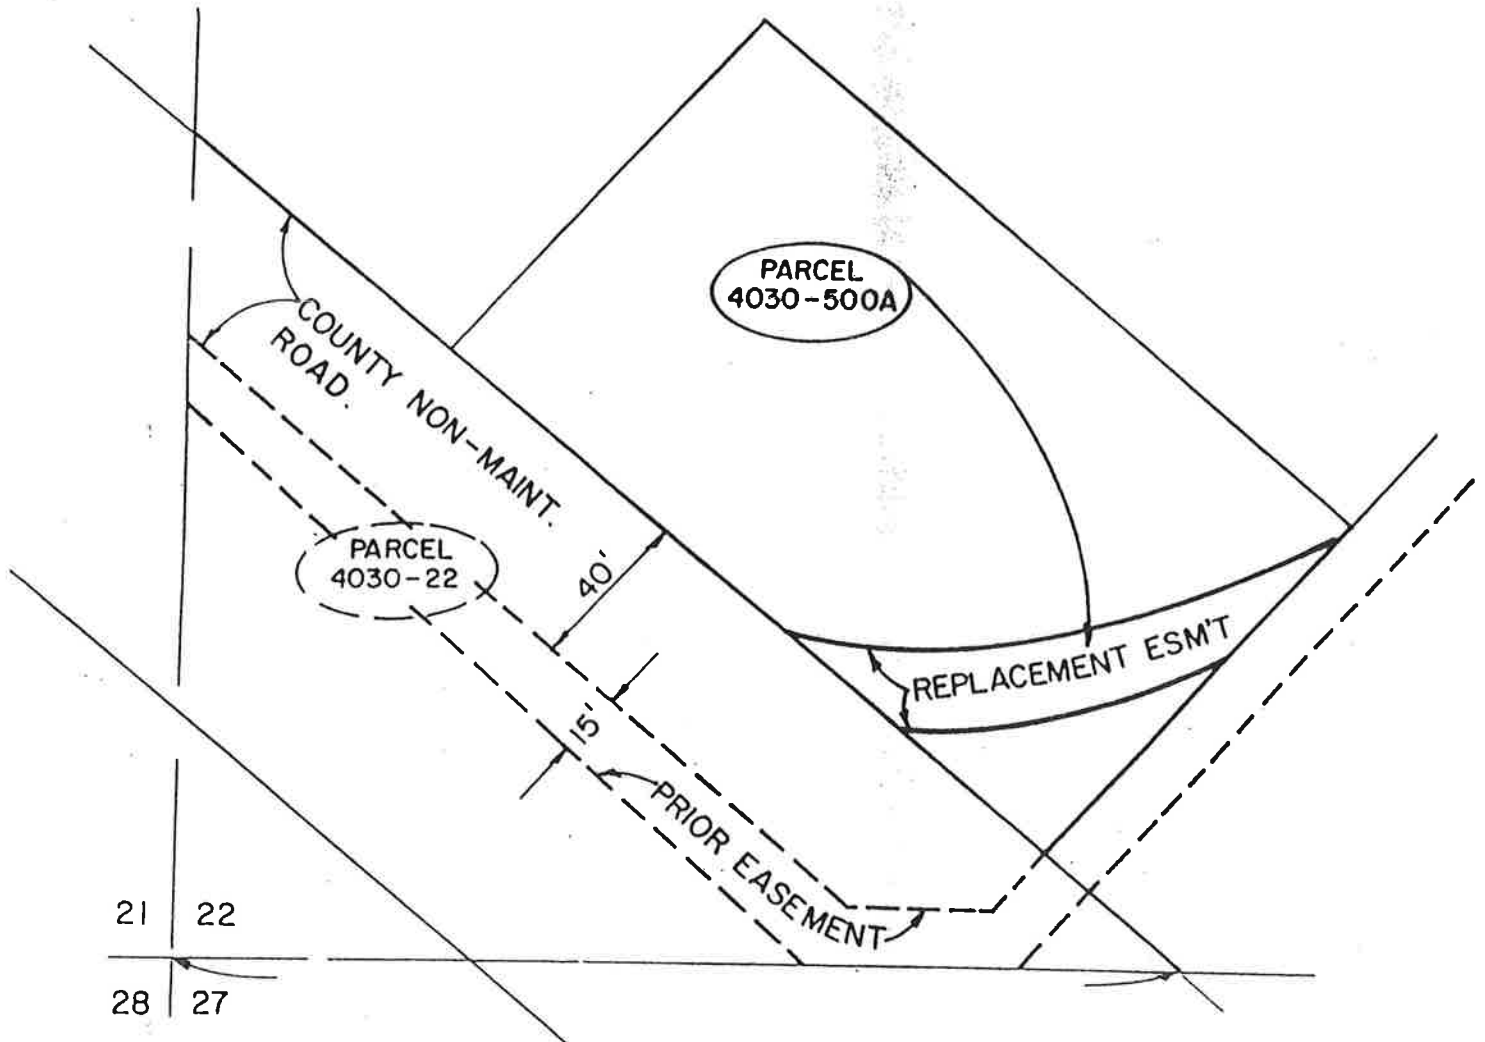 PARCEL
4030-500A
COUNTY NON-MAINT.
ROAD.
PARCEL
4030-22
40'
15'
REPLACEMENT ESM'T
PRIOR EASEMENT
21 22
28 27